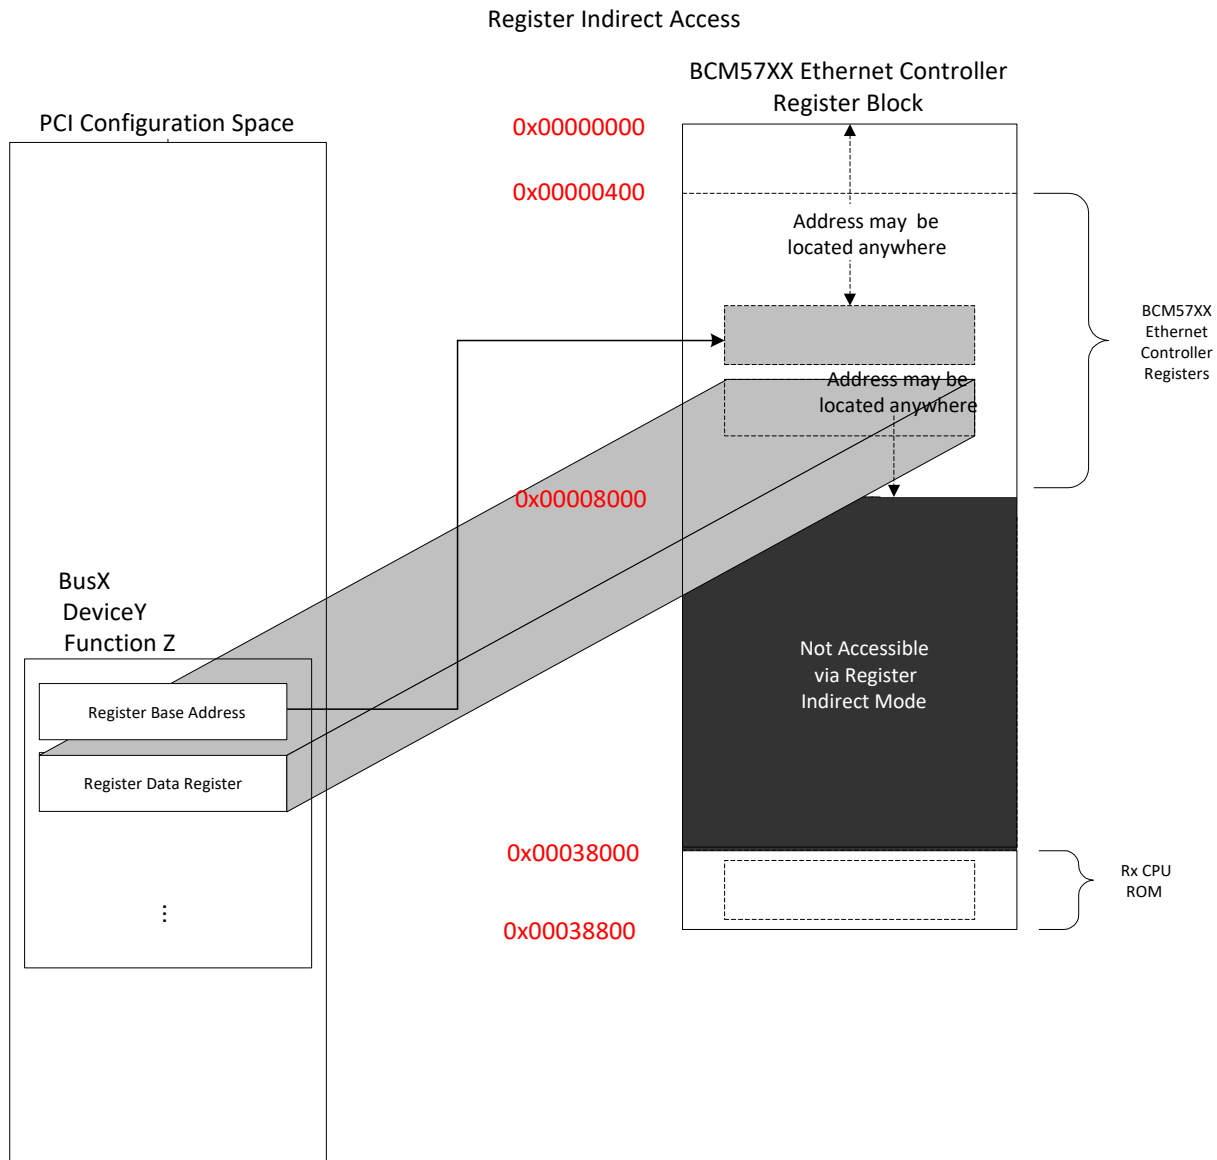 Register Indirect Access
BCM57XX Ethernet Controller
Register Block
PCI Configuration Space
0x00000000
0x00000400
Address may  be
located anywhere
BCM57XX
Ethernet
Controller
Registers
Address may be
located anywhere
0x00008000
BusX
DeviceY
Function Z
Not Accessible
via Register
Indirect Mode
Register Base Address
Register Data Register
0x00038000
Rx CPU
ROM
...
0x00038800